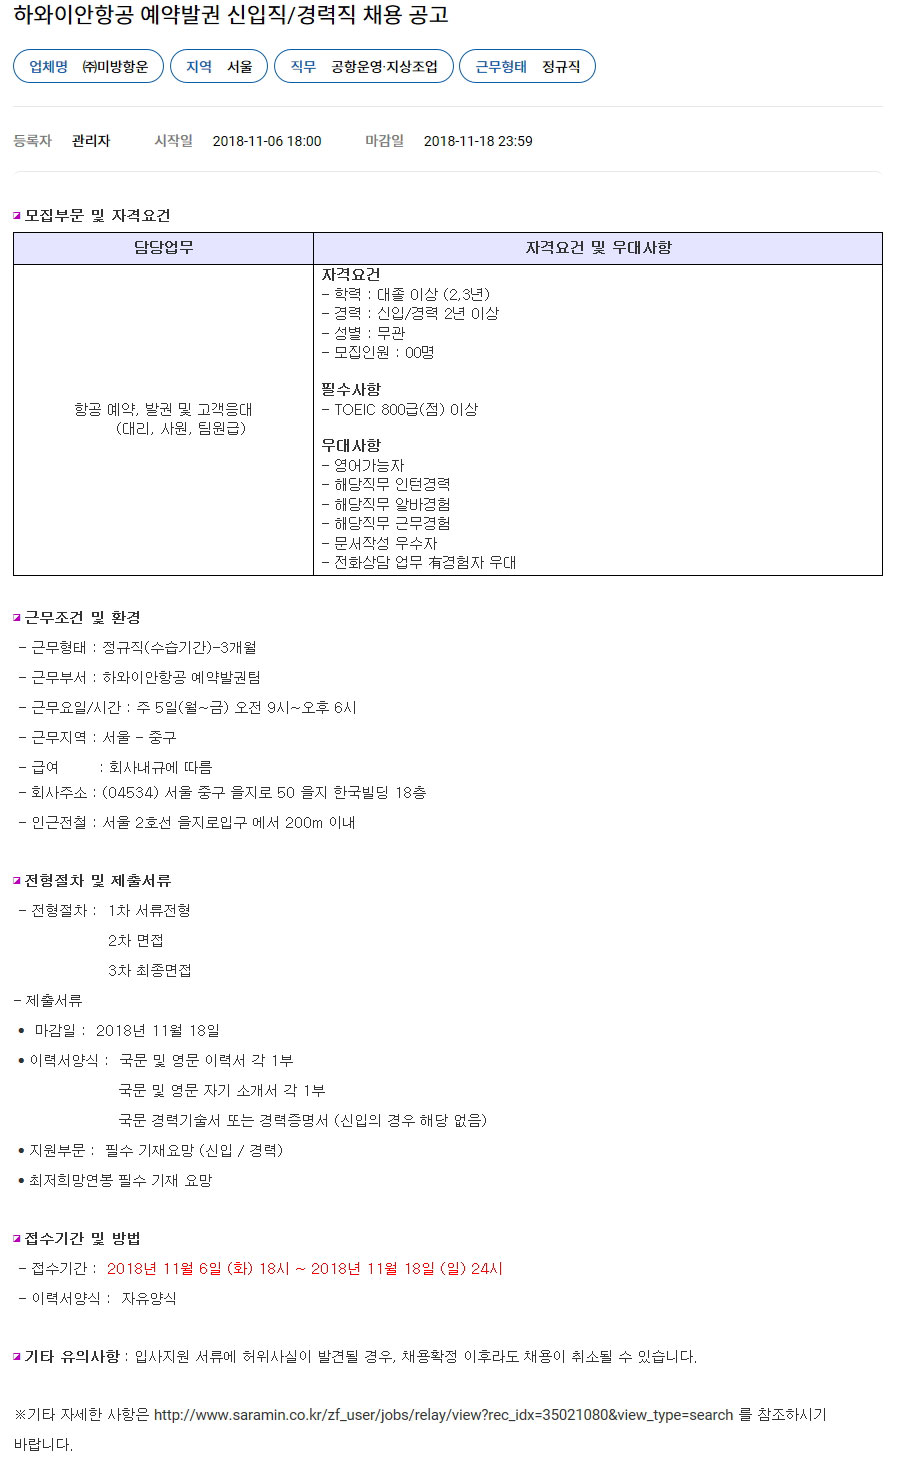 하와이안항공 예약발권 신입직/경력직 채용 공고
업체명 ㈜미방항운 지역 서울 직무 공항운영·지상조업 근무형태 정규직
등록자 관리자 시작일 2018-11-06 18:00 마감일 2018-11-18 23:59
모집부문 및 자격요건
담당업무 자격요건 및 우대사항
항공 예약, 발권 및 고객응대
(대리, 사원, 팀원급)
자격요건
- 학력 : 대졸 이상 (2,3년)
- 경력 : 신입/경력 2년 이상
- 성별 : 무관
- 모집인원 : 00명
필수사항
- TOEIC 800급(점) 이상
우대사항
- 영어가능자
- 해당직무 인턴경력
- 해당직무 알바경험
- 해당직무 근무경험
- 문서작성 우수자
- 전화상담 업무 有경험자 우대
근무조건 및 환경
- 근무형태 : 정규직(수습기간)-3개월
- 근무부서 : 하와이안항공 예약발권팀
- 근무요일/시간 : 주 5일(월~금) 오전 9시~오후 6시
- 근무지역 : 서울 - 중구
- 급여 : 회사내규에 따름
- 회사주소 : (04534) 서울 중구 을지로 50 을지 한국빌딩 18층
- 인근전철 : 서울 2호선 을지로입구 에서 200m 이내
전형절차 및 제출서류
- 전형절차 : 1차 서류전형
2차 면접
3차 최종면접
- 제출서류
• 마감일 : 2018년 11월 18일
• 이력서양식 : 국문 및 영문 이력서 각 1부
국문 및 영문 자기 소개서 각 1부
국문 경력기술서 또는 경력증명서 (신입의 경우 해당 없음)
• 지원부문 : 필수 기재요망 (신입 / 경력)
• 최저희망연봉 필수 기재 요망
접수기간 및 방법
- 접수기간 : 2018년 11월 6일 (화) 18시 ~ 2018년 11월 18일 (일) 24시
- 이력서양식 : 자유양식
기타 유의사항 : 입사지원 서류에 허위사실이 발견될 경우, 채용확정 이후라도 채용이 취소될 수 있습니다.
※기타 자세한 사항은 http://www.saramin.co.kr/zf_user/jobs/relay/view?rec_idx=35021080&view_type=search 를 참조하시기
바랍니다.